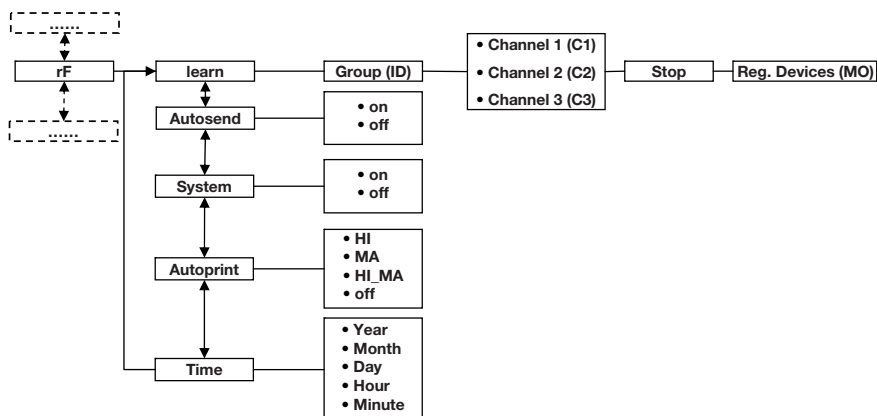 ......
rF
......
learn
Group (ID)
• Channel 1 (C1)
• Channel 2 (C2)
• Channel 3 (C3)
Stop
Reg. Devices (MO)
Autosend
• on
• off
System
• on
• off
Autoprint
• HI
• MA
• HI_MA
• off
Time
• Year
• Month
• Day
• Hour
• Minute